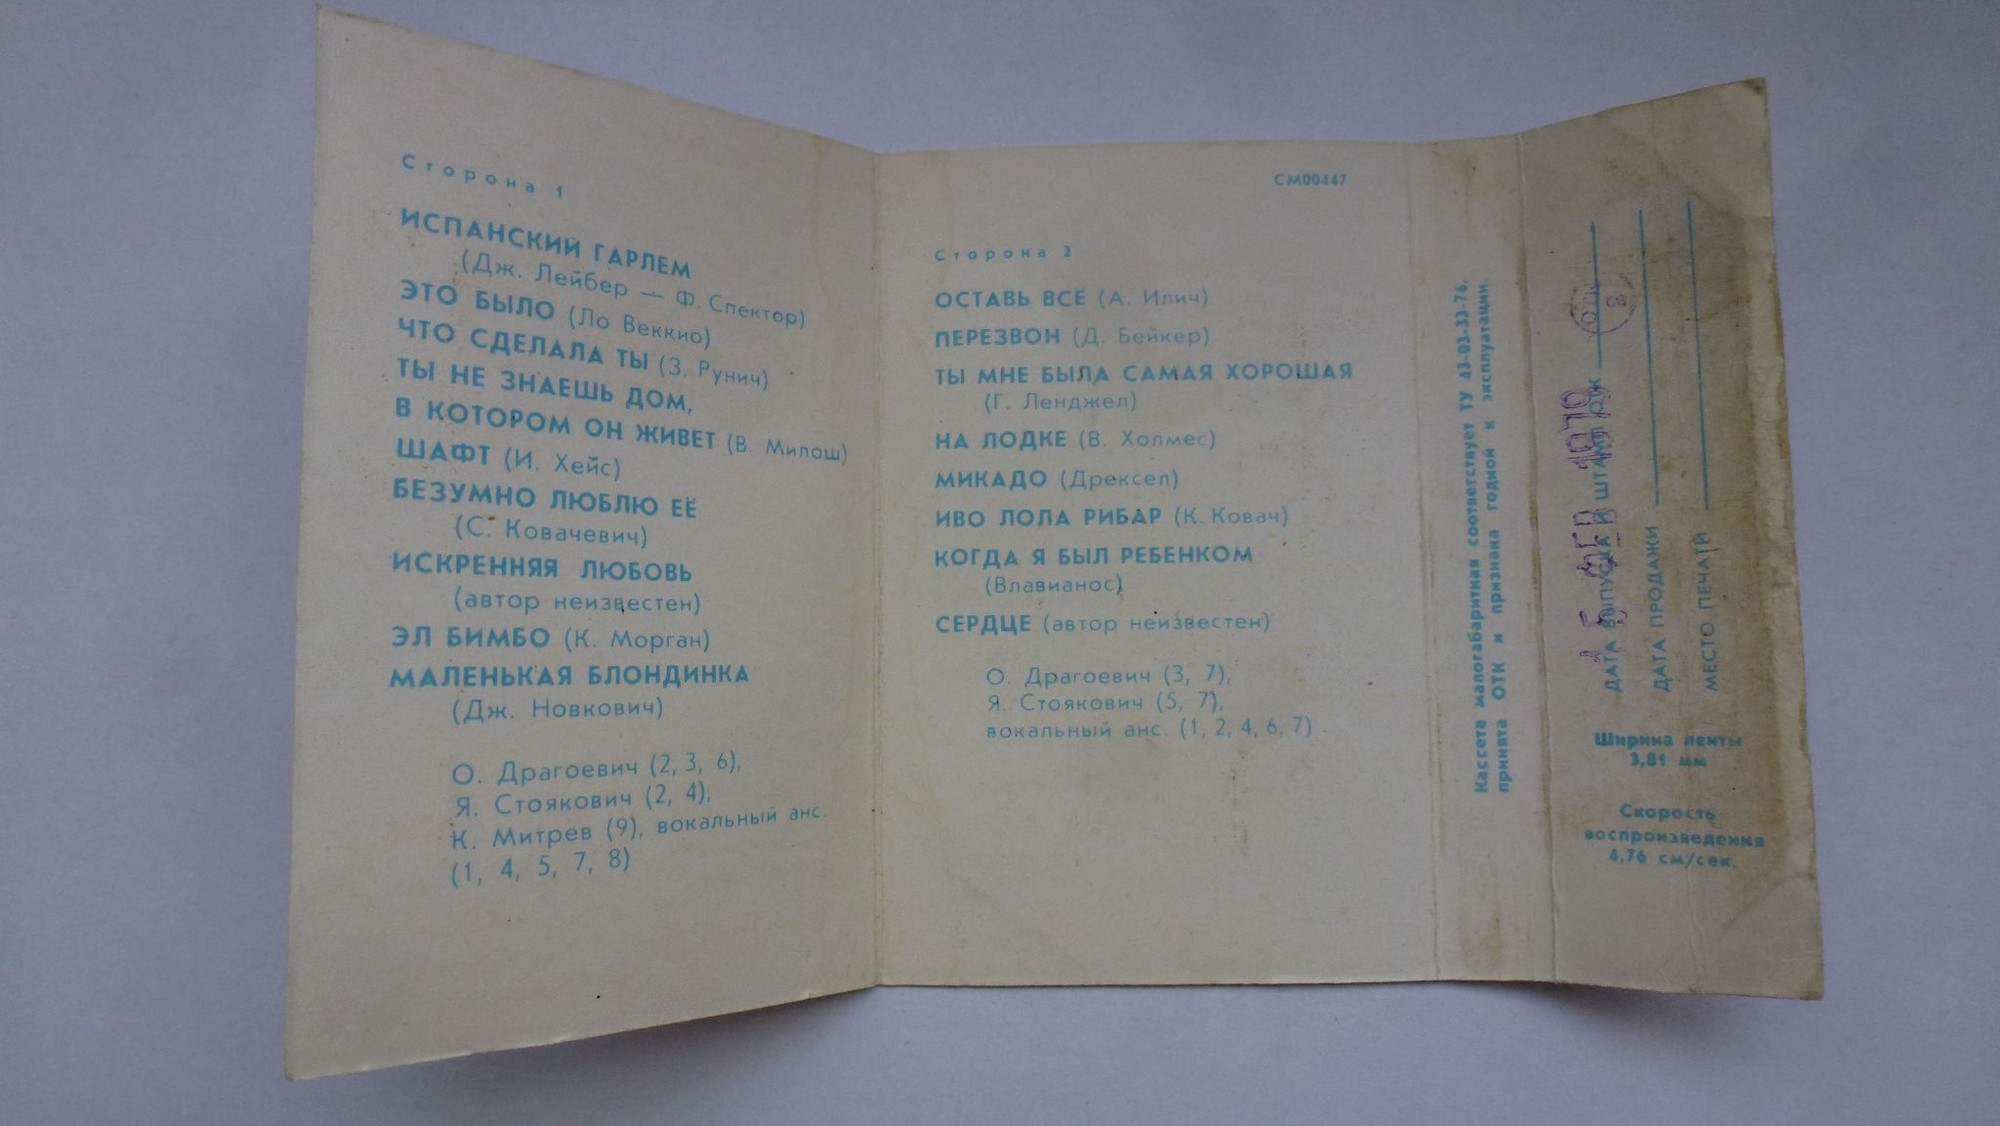 Сторона 1
ИСПАНСКИЙ ГАРЛЕМ
(Дж. Лейбер — Ф. Спектор)
ЭТО БЫЛО (Ло Веккио)
ЧТО СДЕЛАЛА ТЫ (З. Рунич)
ТЫ НЕ ЗНАЕШЬ ДОМ,
В КОТОРОМ ОН ЖИВЕТ (В. Милош)
ШАФТ (И. Хейс)
БЕЗУМНО ЛЮБЛЮ ЕЁ
(С. Ковачевич)
ИСКРЕННЯЯ ЛЮБОВЬ
(автор неизвестен)
ЭЛ БИМБО (К. Морган)
МАЛЕНЬКАЯ БЛОНДИНКА
(Дж. Новкович)
О. Драгоевич (2, 3, 6),
Я. Стоякович (2, 4),
К. Митрев (9), вокальный анс.
(1, 4, 5, 7, 8)
СМ00447
Сторона 2
ОСТАВЬ ВСЁ (А. Илич)
ПЕРЕЗВОН (Д. Бейкер)
ТЫ МНЕ БЫЛА САМАЯ ХОРОШАЯ
(Г. Ленджел)
НА ЛОДКЕ (В. Холмес)
МИКАДО (Дрексел)
ИВО ЛОЛА РИБАР (К. Ковач)
КОГДА Я БЫЛ РЕБЕНКОМ
(Влавианос)
СЕРДЦЕ (автор неизвестен)
О. Драгоевич (3, 7),
Я. Стоякович (5, 7),
вокальный анс. (1, 2, 4, 6, 7)
Кассета малогабаритная соответствует ТУ 43-03-33-76,
принята ОТК и признана годной к эксплуатации.
ДАТА ВЫПУСКА И ШТАМП ОТК
ОТК
8
ДАТА ПРОДАЖИ
МЕСТО ПЕЧАТИ
Ширина ленты
3,81 мм
Скорость
воспроизведения
4,76 см/сек.